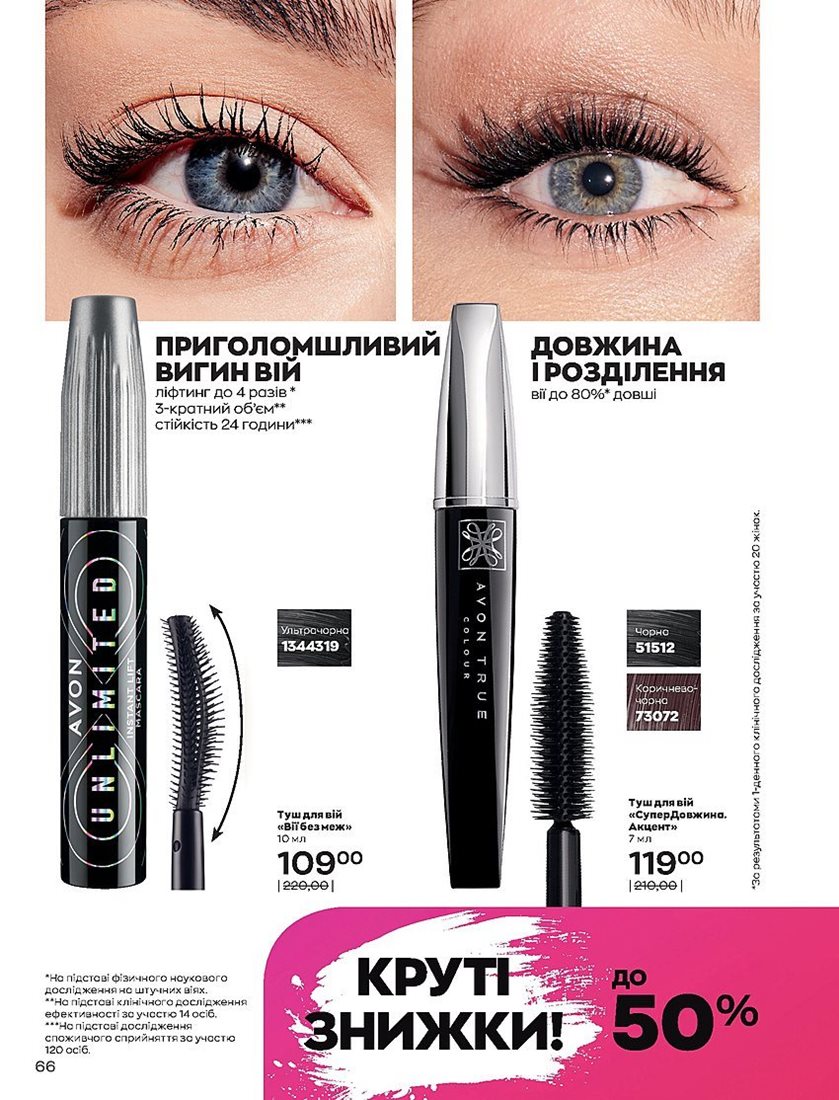 ПРИГОЛОМШЛИВИЙ
ВИГИН ВІЙ
ліфтинг до 4 разів *
3-кратний об'єм**
стійкість 24 години***
ДОВЖИНА
І РОЗДІЛЕННЯ
вії до 80%* довші
AVON
UNLIMITED
INSTANT LIFT
MASCARA
Ультрачорна
1344319
Туш для вій
«Вії без меж»
10 мл
109⁰⁰
|220,00|
AVON TRUE
COLOUR
Чорна
51512
Коричнево-
чорна
73072
Туш для вій
«СуперДовжина.
Акцент»
7 мл
119⁰⁰
|210,00|
*За результатами 1-денного клінічного дослідження за участю 20 жінок.
*На підставі фізичного наукового
дослідження на штучних віях.
**На підставі клінічного дослідження
ефективності за участю 14 осіб.
***На підставі дослідження
споживчого сприйняття за участю
120 осіб.
66
КРУТІ
ЗНИЖКИ!
ДО
50%